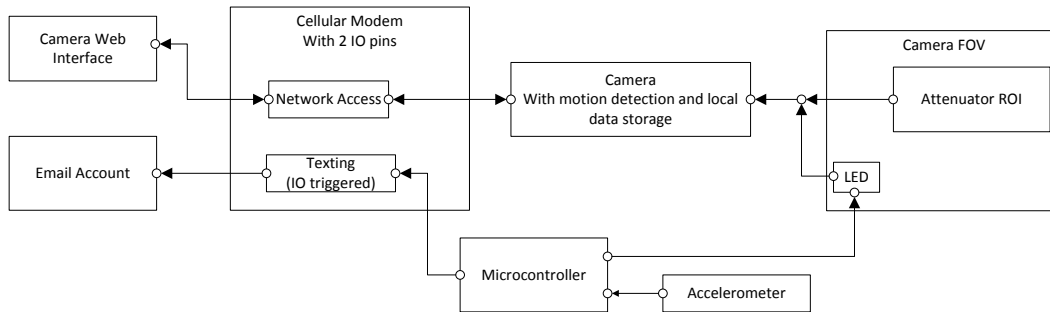 Camera Web
Interface
Cellular Modem
With 2 IO pins
Network Access
Camera
With motion detection and local
data storage
Camera FOV
Attenuator ROI
Email Account
Texting
(IO triggered)
LED
Microcontroller
Accelerometer